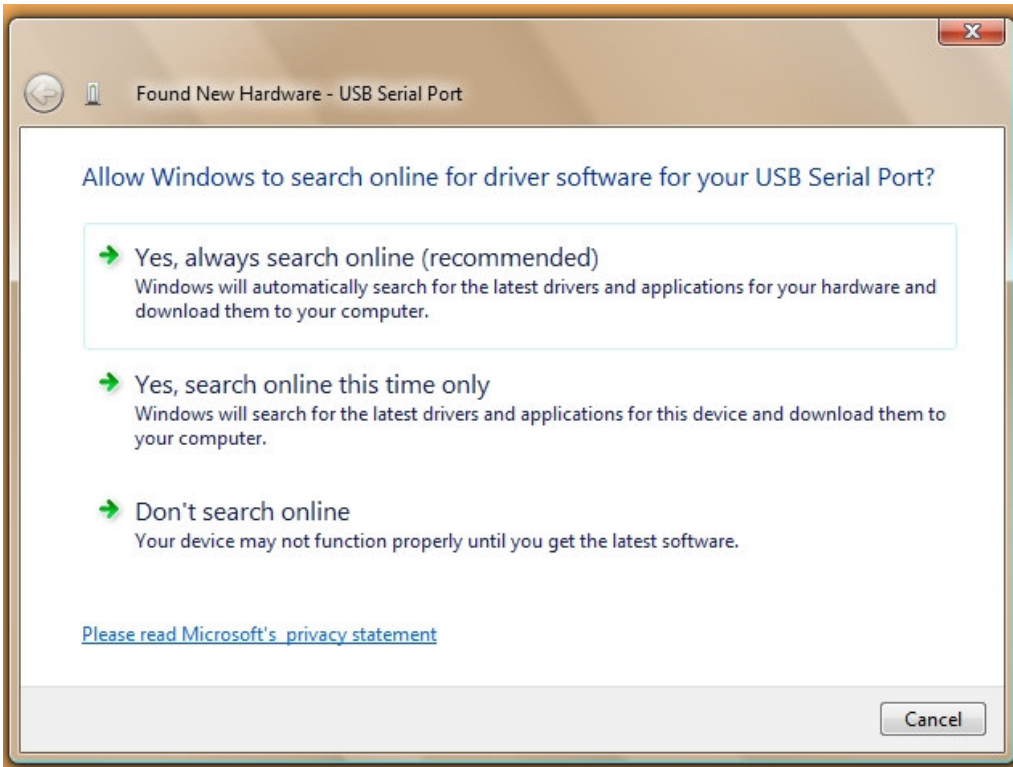 Found New Hardware - USB Serial Port
Allow Windows to search online for driver software for your USB Serial Port?
Yes, always search online (recommended)
Windows will automatically search for the latest drivers and applications for your hardware and
download them to your computer.
Yes, search online this time only
Windows will search for the latest drivers and applications for this device and download them to
your computer.
Don't search online
Your device may not function properly until you get the latest software.
Please read Microsoft's privacy statement
Cancel